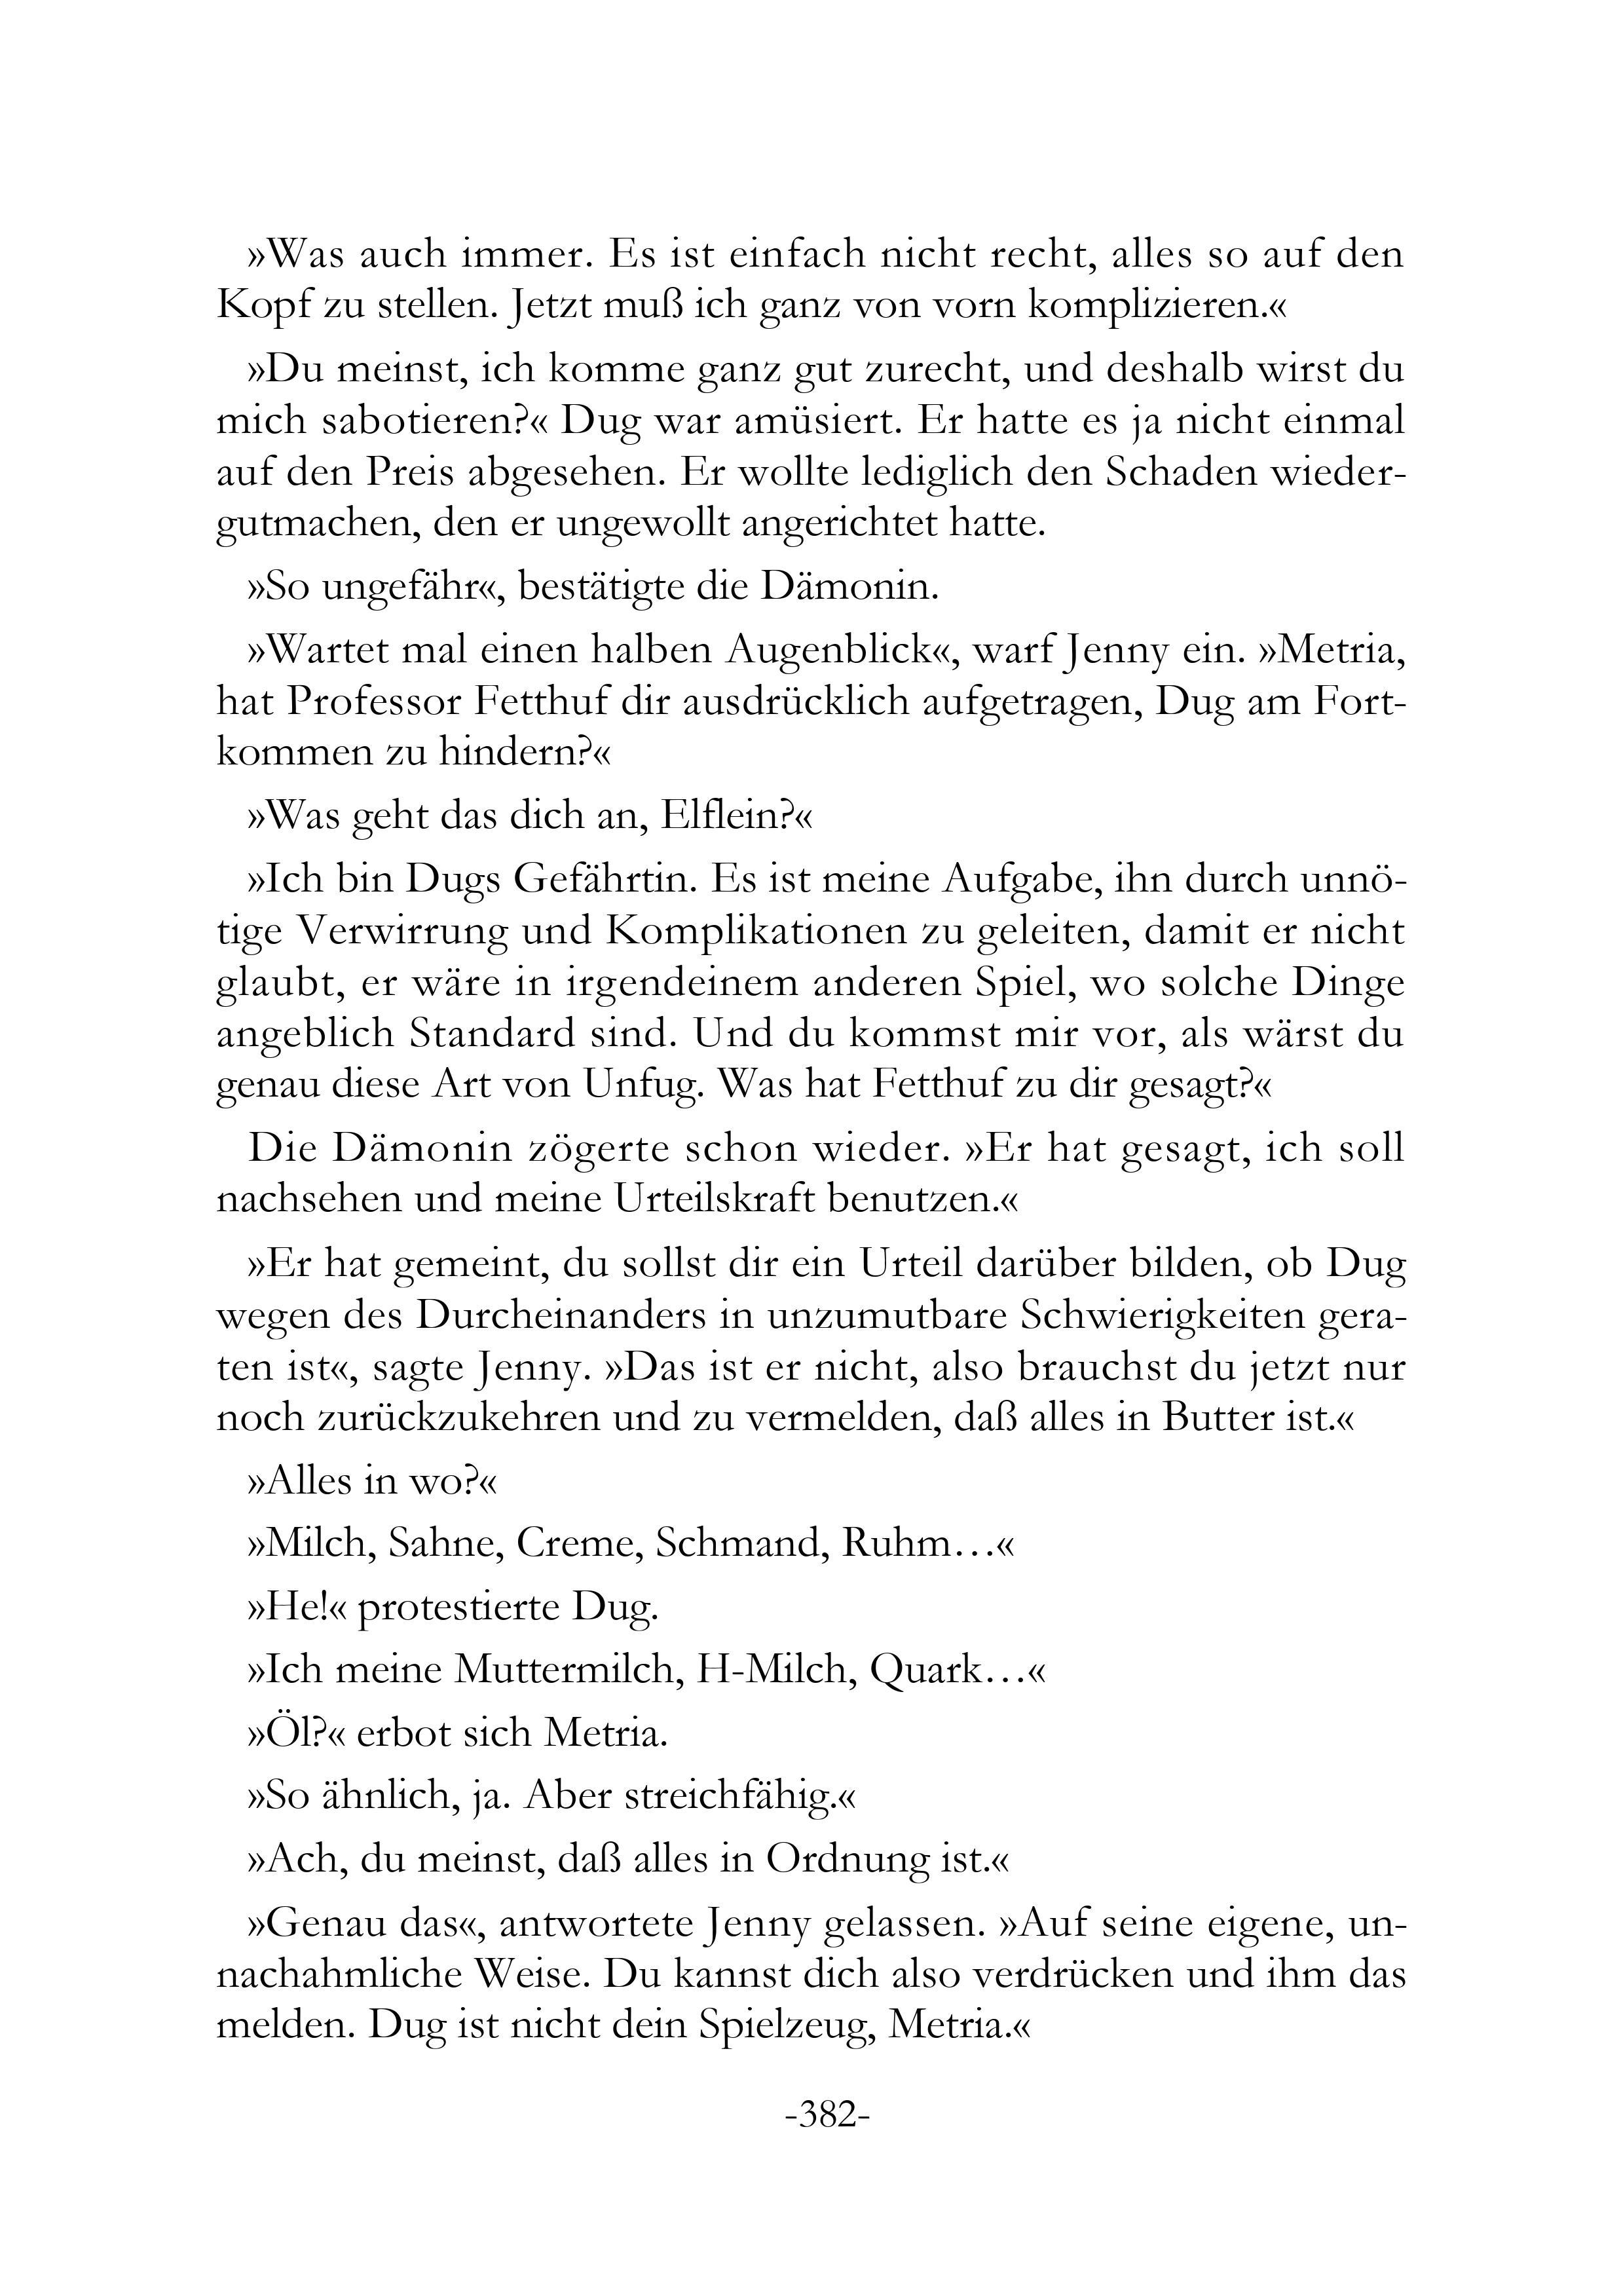 »Was auch immer. Es ist einfach nicht recht, alles so auf den
Kopf zu stellen. Jetzt muß ich ganz von vorn komplizieren.«
»Du meinst, ich komme ganz gut zurecht, und deshalb wirst du
mich sabotieren?« Dug war amüsiert. Er hatte es ja nicht einmal
auf den Preis abgesehen. Er wollte lediglich den Schaden wieder-
gutmachen, den er ungewollt angerichtet hatte.
»So ungefähr«, bestätigte die Dämonin.
»Wartet mal einen halben Augenblick«, warf Jenny ein. »Metria,
hat Professor Fetthuf dir ausdrücklich aufgetragen, Dug am Fort-
kommen zu hindern?«
»Was geht das dich an, Elflein?«
»Ich bin Dugs Gefährtin. Es ist meine Aufgabe, ihn durch unnö-
tige Verwirrung und Komplikationen zu geleiten, damit er nicht
glaubt, er wäre in irgendeinem anderen Spiel, wo solche Dinge
angeblich Standard sind. Und du kommst mir vor, als wärst du
genau diese Art von Unfug. Was hat Fetthuf zu dir gesagt?«
Die Dämonin zögerte schon wieder. »Er hat gesagt, ich soll
nachsehen und meine Urteilskraft benutzen.«
»Er hat gemeint, du sollst dir ein Urteil darüber bilden, ob Dug
wegen des Durcheinanders in unzumutbare Schwierigkeiten gera-
ten ist«, sagte Jenny. »Das ist er nicht, also brauchst du jetzt nur
noch zurückzukehren und zu vermelden, daß alles in Butter ist.«
»Alles in wo?«
»Milch, Sahne, Creme, Schmand, Ruhm…«
»He!« protestierte Dug.
»Ich meine Muttermilch, H-Milch, Quark…«
»Öl?« erbot sich Metria.
»So ähnlich, ja. Aber streichfähig.«
»Ach, du meinst, daß alles in Ordnung ist.«
»Genau das«, antwortete Jenny gelassen. »Auf seine eigene, un-
nachahmliche Weise. Du kannst dich also verdrücken und ihm das
melden. Dug ist nicht dein Spielzeug, Metria.«
-382-